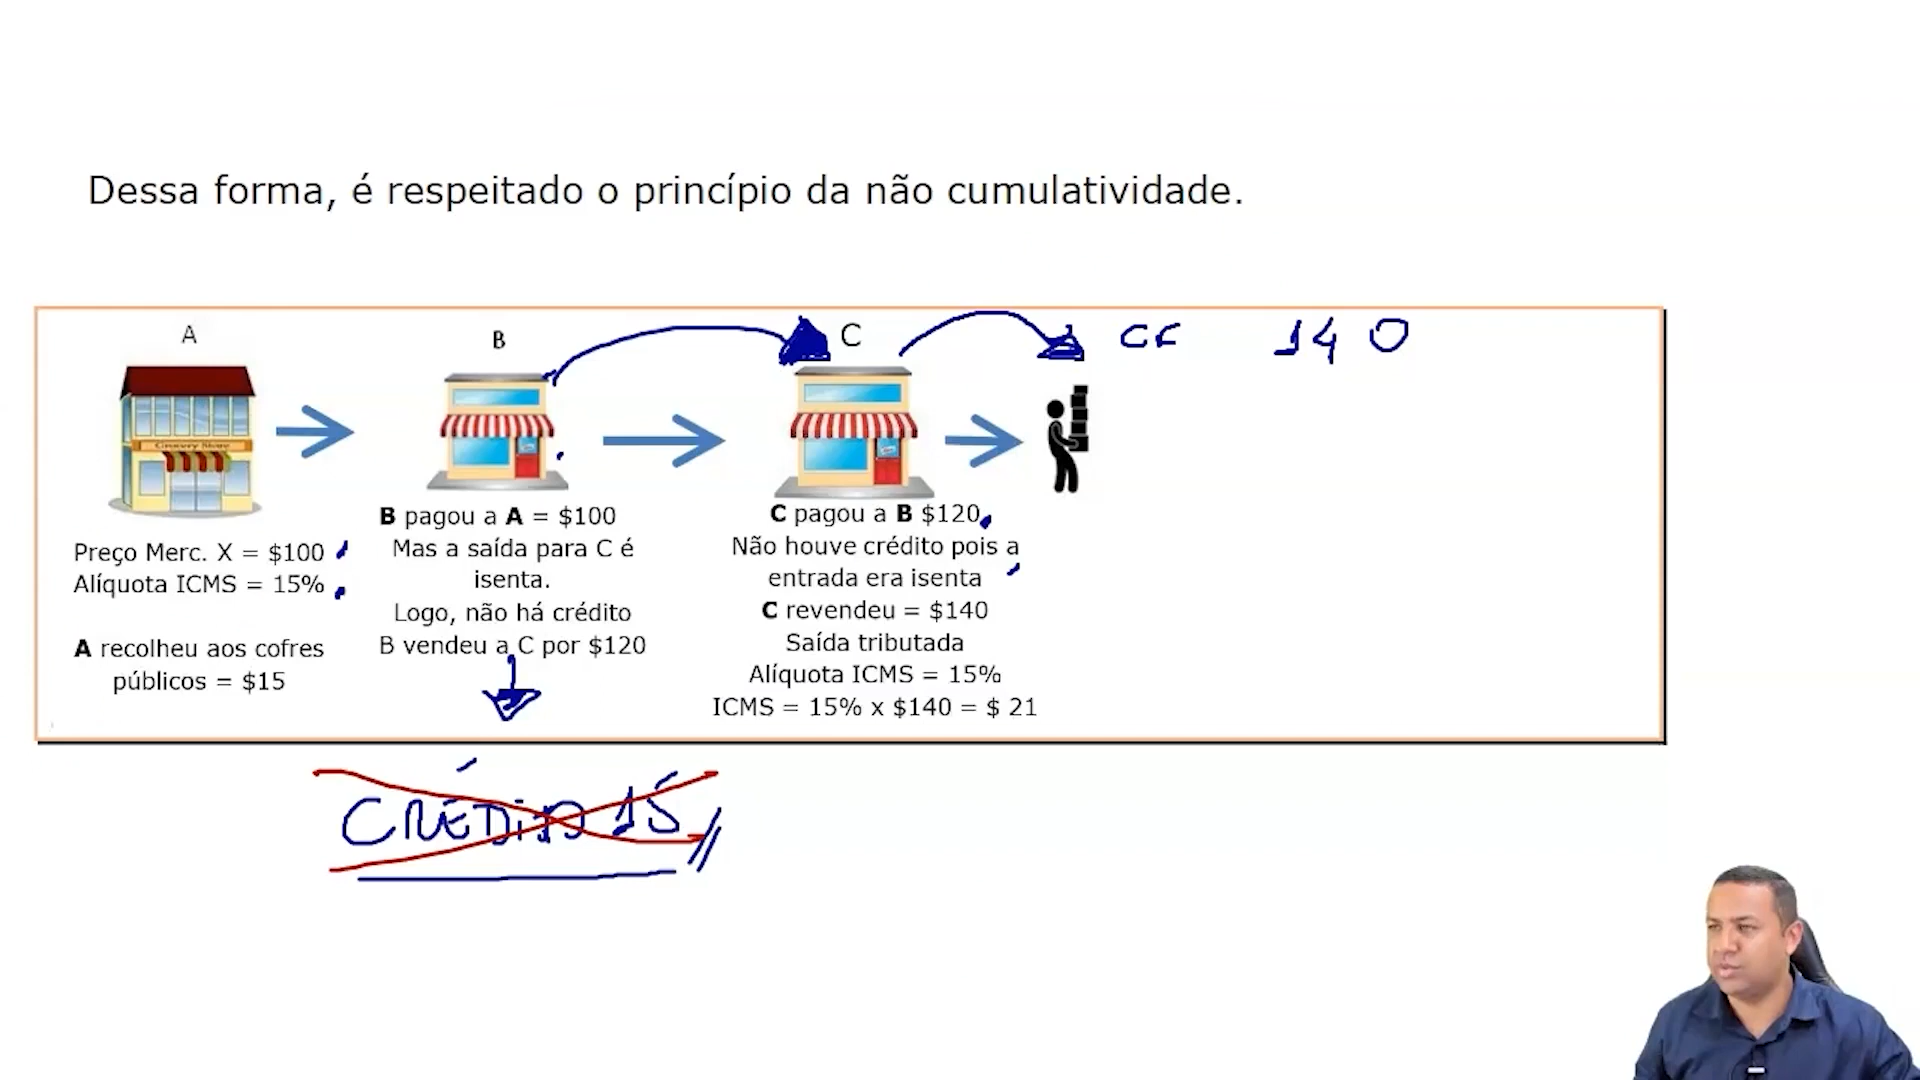 Dessa forma, é respeitado o princípio da não cumulatividade.
A
B
C
CF 140
Grocery Store
Preço Merc. X = $100
Alíquota ICMS = 15%
A recolheu aos cofres
públicos = $15
B pagou a A = $100
Mas a saída para C é
isenta.
Logo, não há crédito
B vendeu a C por $120
C pagou a B $120
Não houve crédito pois a
entrada era isenta
C revendeu = $140
Saída tributada
Alíquota ICMS = 15%
ICMS = 15% x $140 = $ 21
CRÉDITO 15